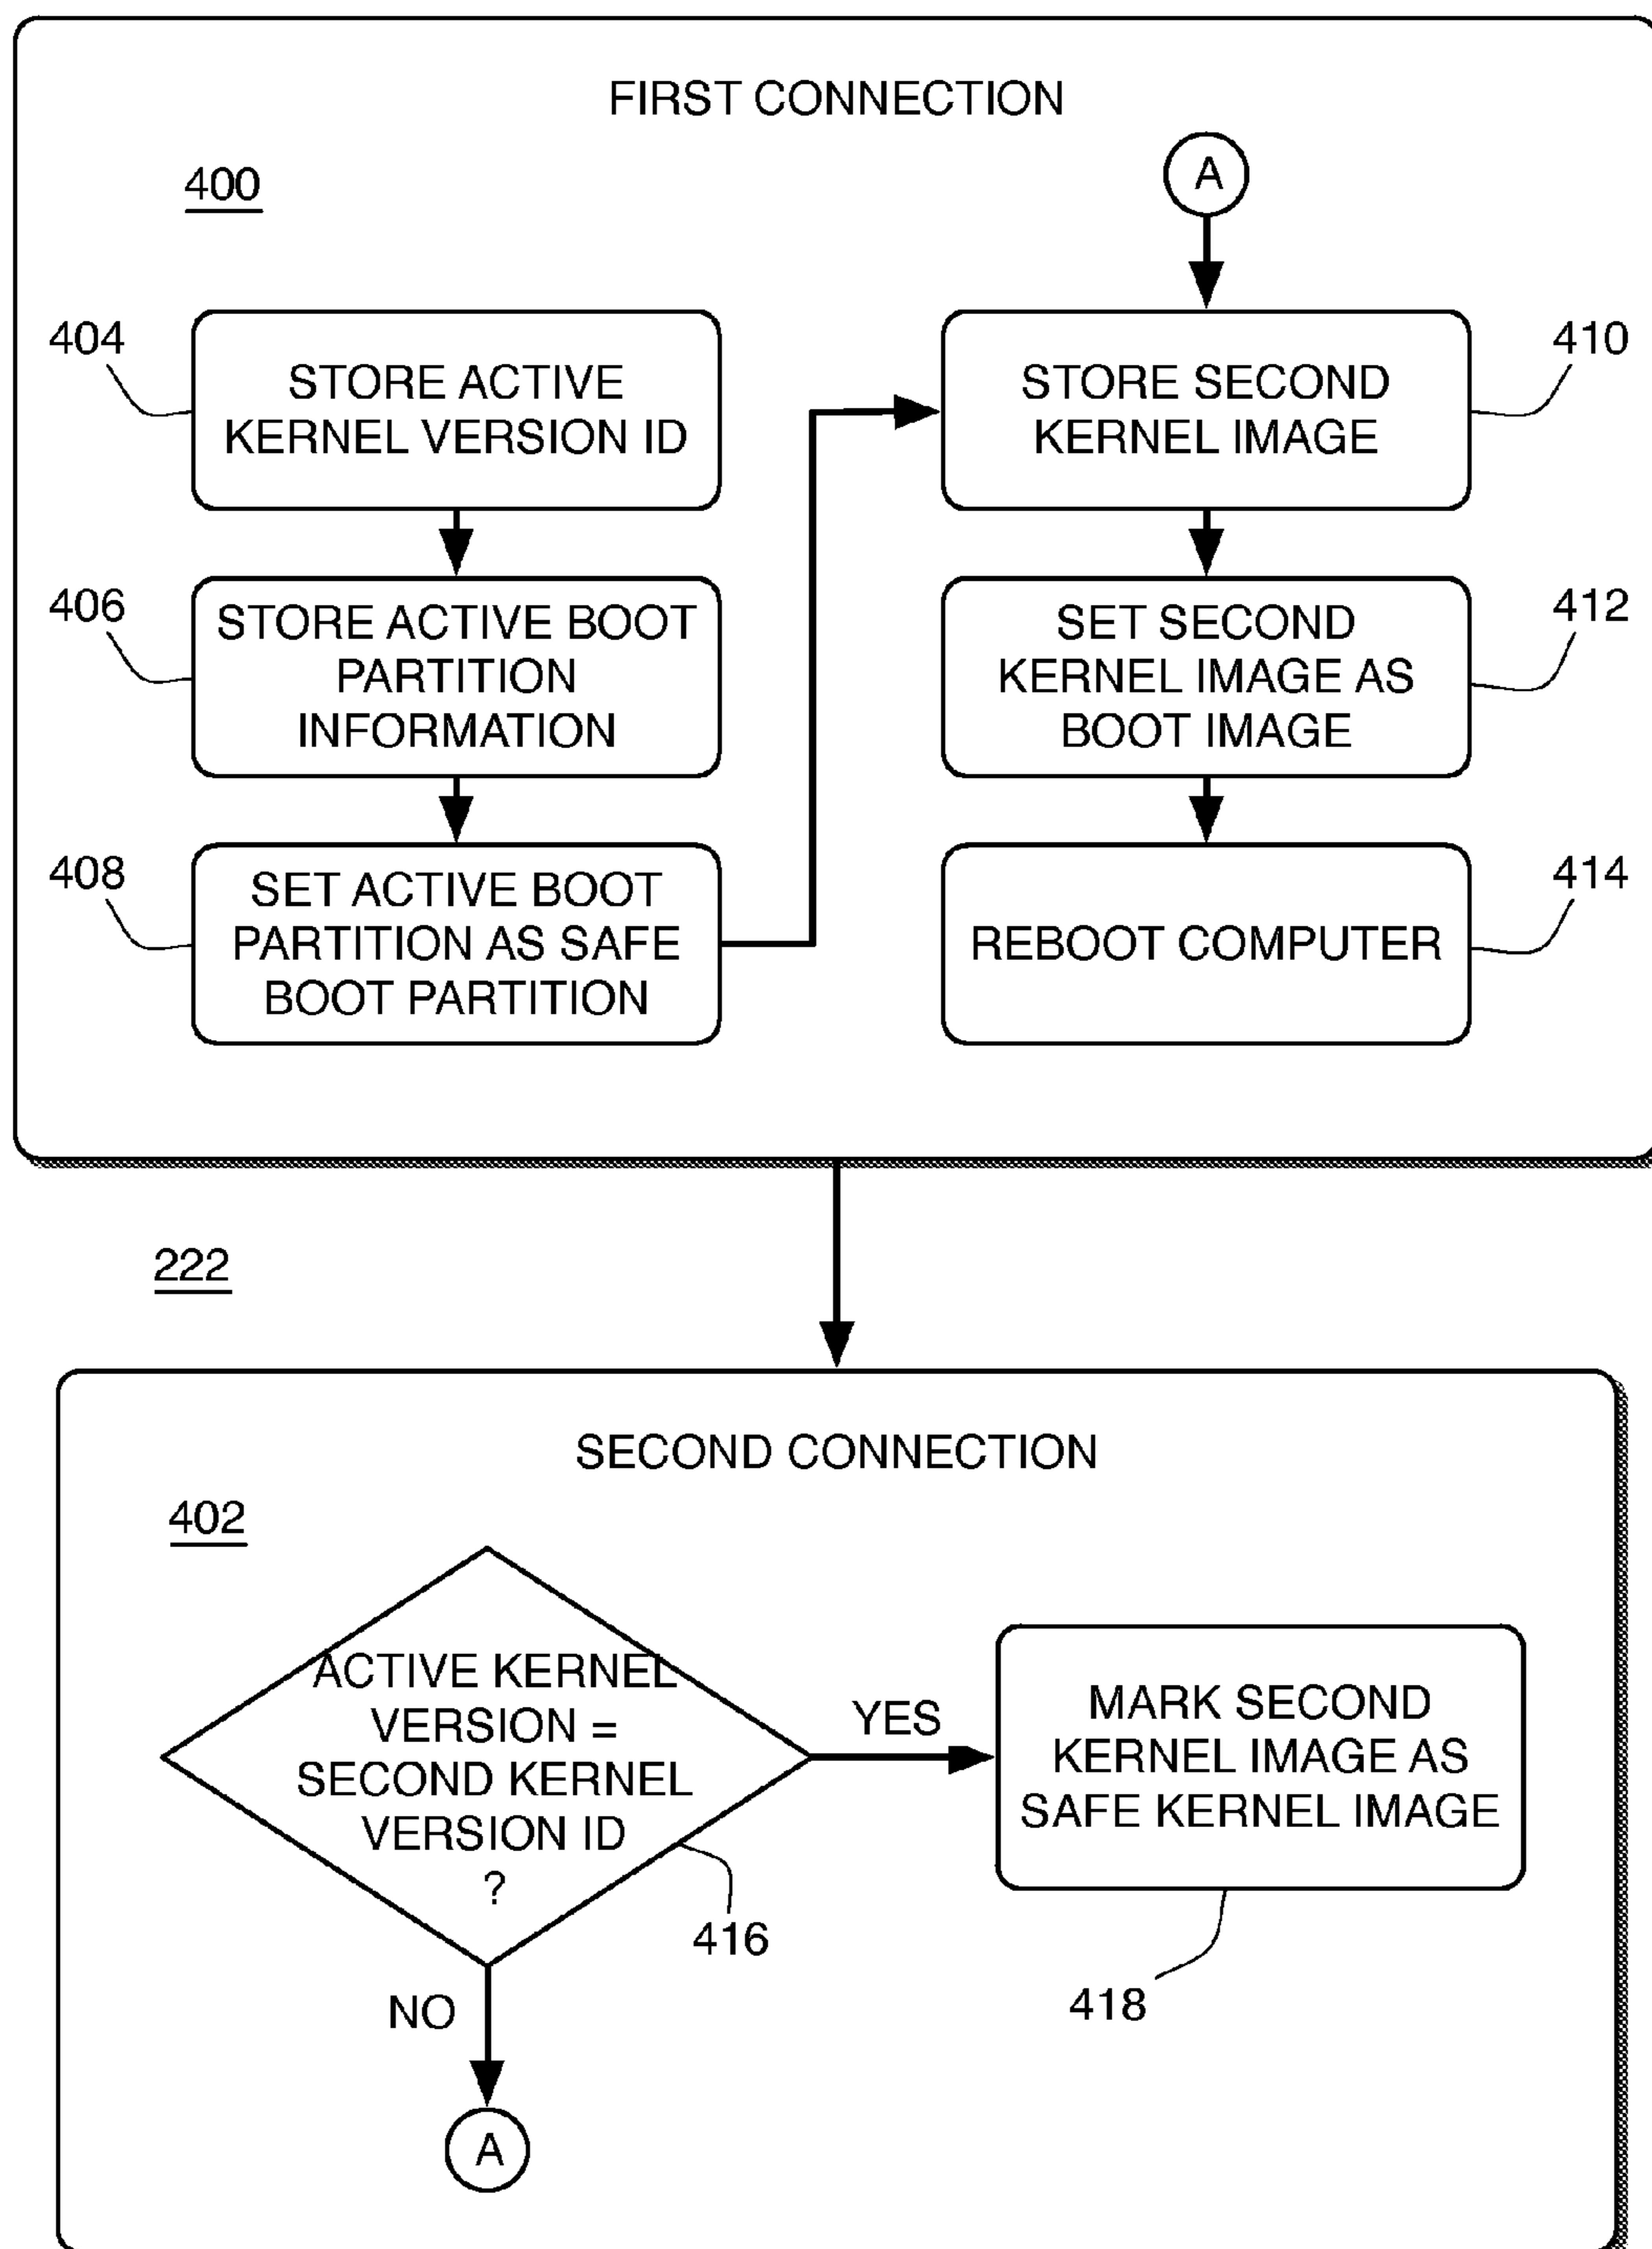 FIRST CONNECTION
400
A
404
STORE ACTIVE
KERNEL VERSION ID
406
STORE ACTIVE BOOT
PARTITION
INFORMATION
408
SET ACTIVE BOOT
PARTITION AS SAFE
BOOT PARTITION
STORE SECOND
KERNEL IMAGE
410
SET SECOND
KERNEL IMAGE AS
BOOT IMAGE
412
REBOOT COMPUTER
414
222
SECOND CONNECTION
402
ACTIVE KERNEL
VERSION =
SECOND KERNEL
VERSION ID
?
416
YES
MARK SECOND
KERNEL IMAGE AS
SAFE KERNEL IMAGE
418
NO
A